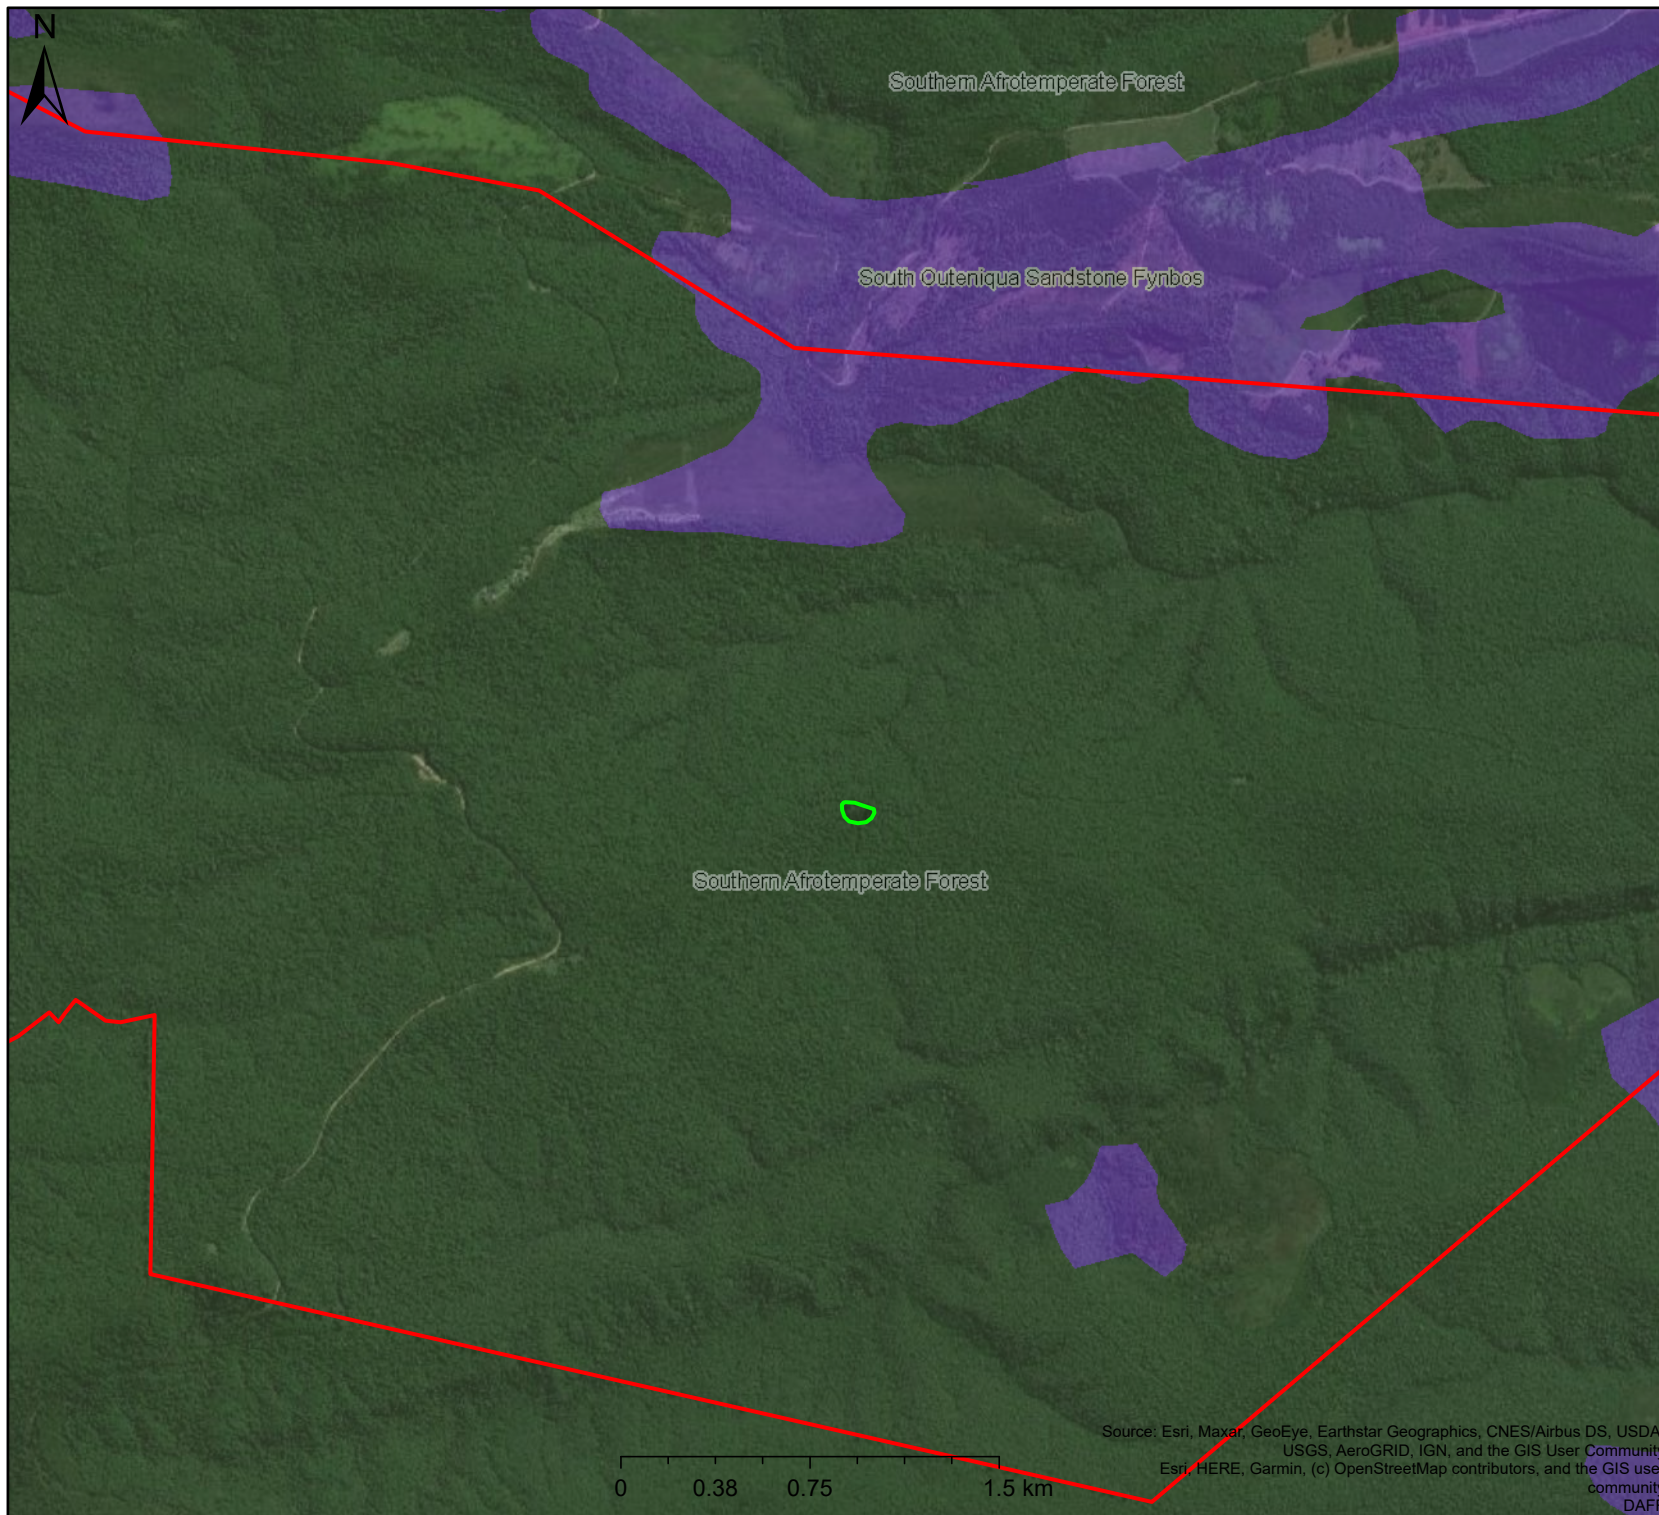 N
Southern Afrotemperate Forest
South Outeniqua Sandstone Fynbos
Southern Afrotemperate Forest
Source: Esri, Maxar, GeoEye, Earthstar Geographics, CNES/Airbus DS, USDA,
USGS, AeroGRID, IGN, and the GIS User Community
Esri, HERE, Garmin, (c) OpenStreetMap contributors, and the GIS user
community
0 0.38 0.75 1.5 km